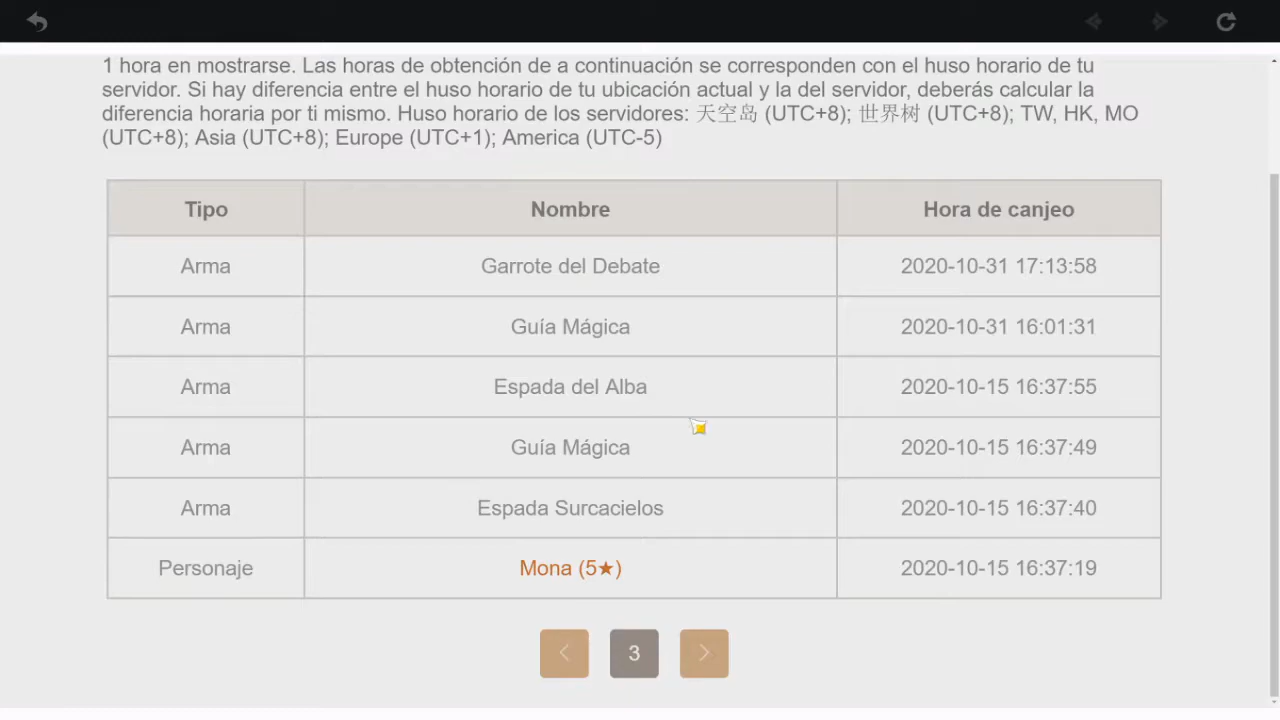 1 hora en mostrarse. Las horas de obtención de a continuación se corresponden con el huso horario de tu
servidor. Si hay diferencia entre el huso horario de tu ubicación actual y la del servidor, deberás calcular la
diferencia horaria por ti mismo. Huso horario de los servidores: 天空岛 (UTC+8); 世界树 (UTC+8); TW, HK, MO
(UTC+8); Asia (UTC+8); Europe (UTC+1); America (UTC-5)
Tipo Nombre Hora de canjeo
Arma Garrote del Debate 2020-10-31 17:13:58
Arma Guía Mágica 2020-10-31 16:01:31
Arma Espada del Alba 2020-10-15 16:37:55
Arma Guía Mágica 2020-10-15 16:37:49
Arma Espada Surcacielos 2020-10-15 16:37:40
Personaje Mona (5★) 2020-10-15 16:37:19
3